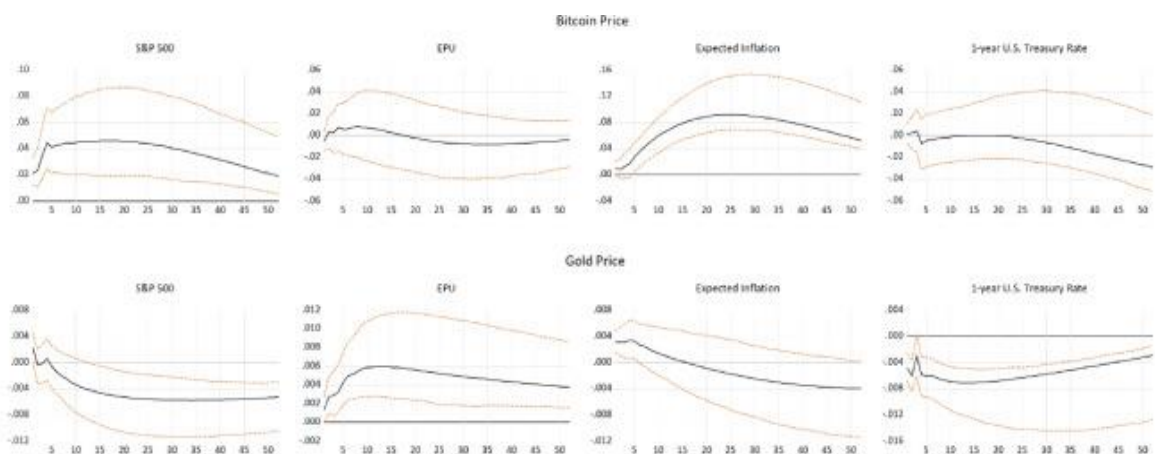 Bitcoin Price
S&P 500
EPU
Expected Inflation
1-year U.S. Treasury Rate
.10
.08
.06
.04
.02
.00
5 10 15 20 25 30 35 40 45 50
.06
.04
.02
.00
-.02
-.04
-.06
5 10 15 20 25 30 35 40 45 50
.16
.12
.08
.04
.00
-.04
5 10 15 20 25 30 35 40 45 50
.06
.04
.02
.00
-.02
-.04
-.06
5 10 15 20 25 30 35 40 45 50
Gold Price
S&P 500
EPU
Expected Inflation
1-year U.S. Treasury Rate
.008
.004
.000
-.004
-.008
-.012
5 10 15 20 25 30 35 40 45 50
.012
.010
.008
.006
.004
.002
.000
-.002
5 10 15 20 25 30 35 40 45 50
.008
.004
.000
-.004
-.008
-.012
5 10 15 20 25 30 35 40 45 50
.004
.000
-.004
-.008
-.012
-.016
5 10 15 20 25 30 35 40 45 50